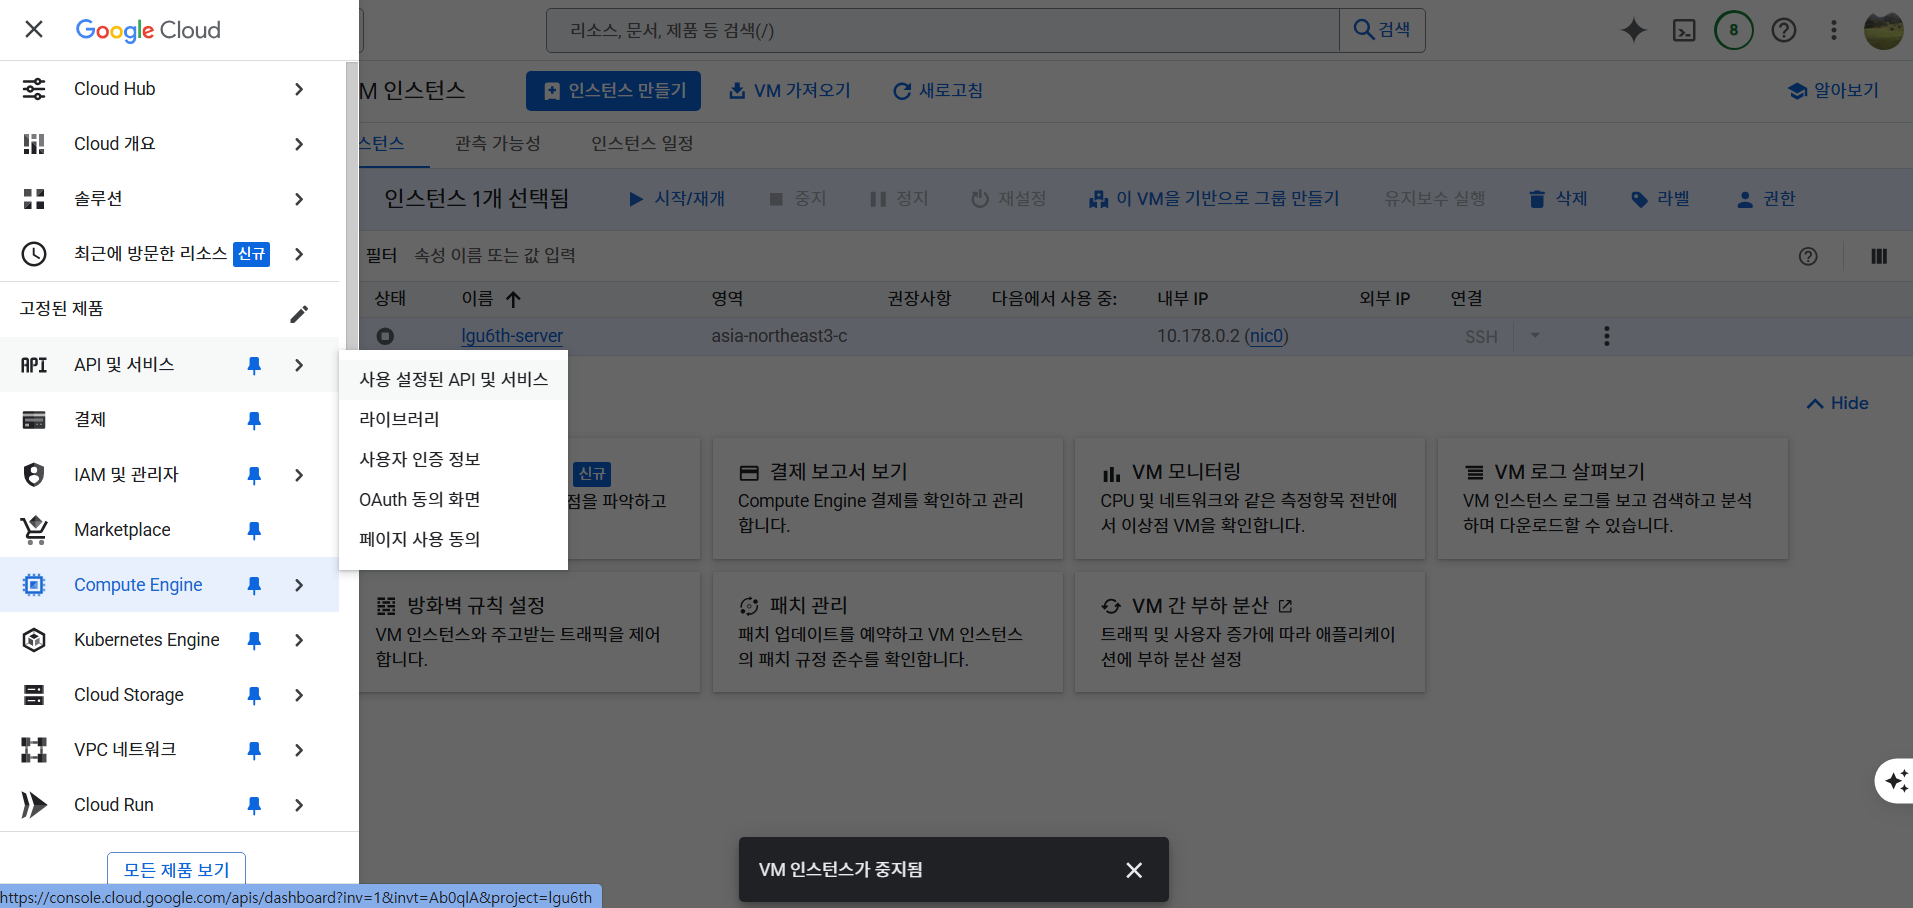 Google Cloud
리소스, 문서, 제품 등 검색(/)
검색
8
Cloud Hub
Cloud 개요
솔루션
최근에 방문한 리소스 신규
고정된 제품
API API 및 서비스
결제
IAM 및 관리자
Marketplace
Compute Engine
Kubernetes Engine
Cloud Storage
VPC 네트워크
Cloud Run
모든 제품 보기
https://console.cloud.google.com/apis/dashboard?inv=1&invt=Ab0qlA&project=lgu6th
사용 설정된 API 및 서비스
라이브러리
사용자 인증 정보
OAuth 동의 화면
페이지 사용 동의
M 인스턴스
인스턴스 만들기
VM 가져오기
새로고침
알아보기
스턴스
관측 가능성
인스턴스 일정
인스턴스 1개 선택됨
시작/재개
중지
정지
재설정
이 VM을 기반으로 그룹 만들기
유지보수 실행
삭제
라벨
권한
필터 속성 이름 또는 값 입력
상태 이름 영역 권장사항 다음에서 사용 중: 내부 IP 외부 IP 연결
lgu6th-server asia-northeast3-c 10.178.0.2 (nic0) SSH
Hide
신규
점을 파악하고
결제 보고서 보기
Compute Engine 결제를 확인하고 관리
합니다.
VM 모니터링
CPU 및 네트워크와 같은 측정항목 전반에
서 이상점 VM을 확인합니다.
VM 로그 살펴보기
VM 인스턴스 로그를 보고 검색하고 분석
하며 다운로드할 수 있습니다.
방화벽 규칙 설정
VM 인스턴스와 주고받는 트래픽을 제어
합니다.
패치 관리
패치 업데이트를 예약하고 VM 인스턴스
의 패치 규정 준수를 확인합니다.
VM 간 부하 분산
트래픽 및 사용자 증가에 따라 애플리케이
션에 부하 분산 설정
VM 인스턴스가 중지됨